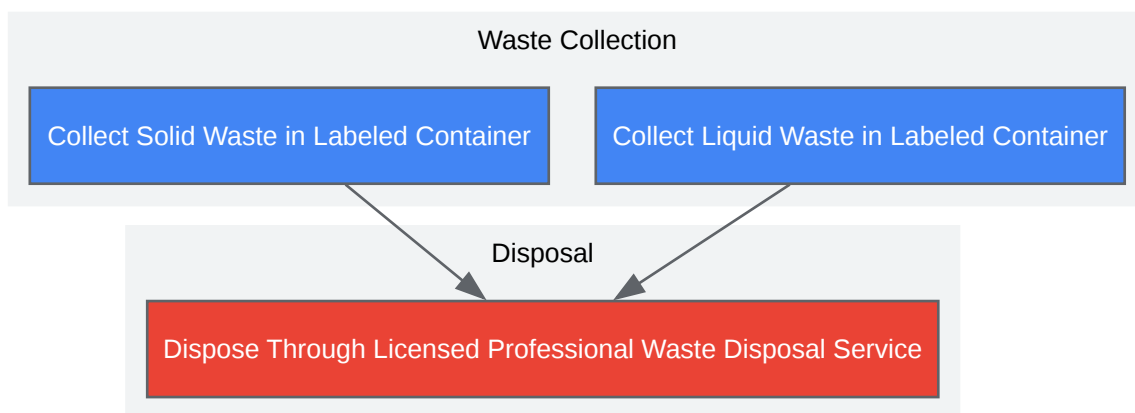 Waste Collection
Collect Solid Waste in Labeled Container
Collect Liquid Waste in Labeled Container
Disposal
Dispose Through Licensed Professional Waste Disposal Service